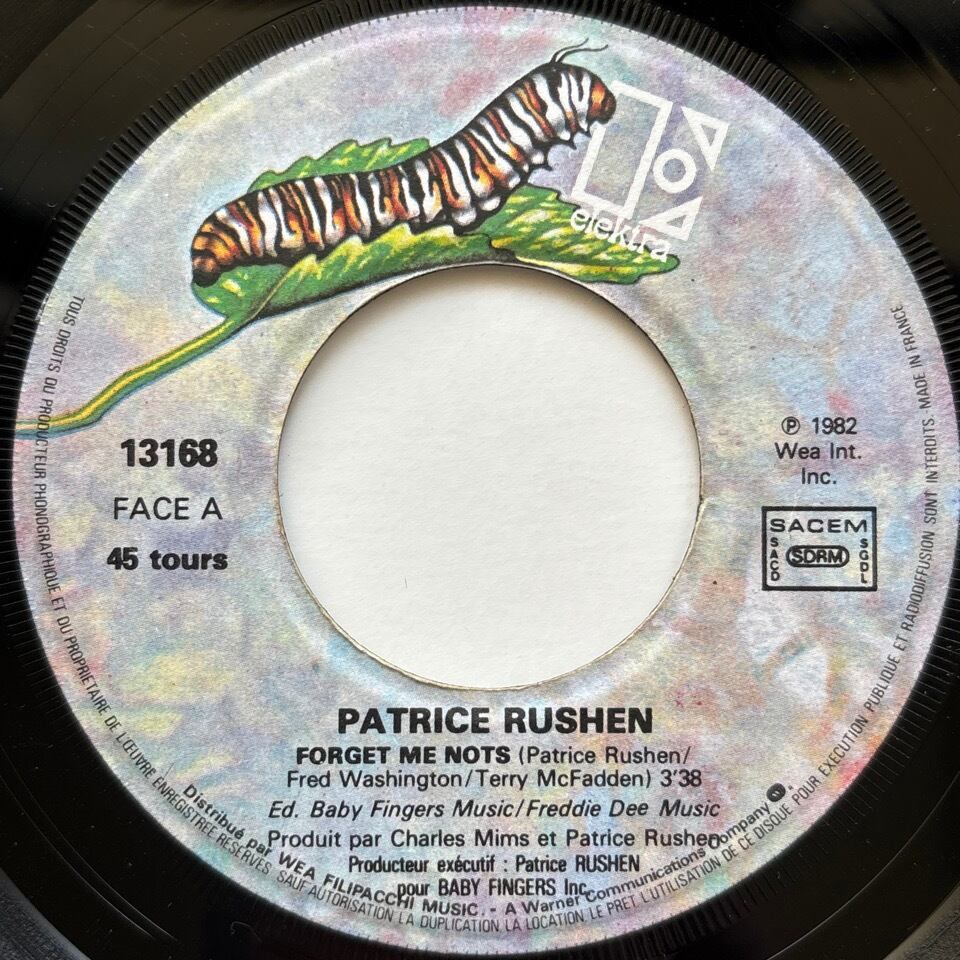 elektra
13168
FACE A
45 tours
℗ 1982
Wea Int.
Inc.
SACEM
SACD
SDRM
SGDL
PATRICE RUSHEN
FORGET ME NOTS (Patrice Rushen/
Fred Washington/Terry McFadden) 3'38
Ed. Baby Fingers Music/Freddie Dee Music
Produit par Charles Mims et Patrice Rushen
Producteur exécutif : Patrice RUSHEN
pour BABY FINGERS Inc.
Distribué par WEA FILIPACCHI MUSIC. - A Warner Communications Company
TOUS DROITS DU PRODUCTEUR PHONOGRAPHIQUE ET DU PROPRIETAIRE DE L'ŒUVRE ENREGISTREE RESERVES. SAUF AUTORISATION LA DUPLICATION, LA LOCATION, LE PRET, L'UTILISATION DE CE DISQUE POUR EXECUTION PUBLIQUE ET RADIODIFFUSION SONT INTERDITS MADE IN FRANCE